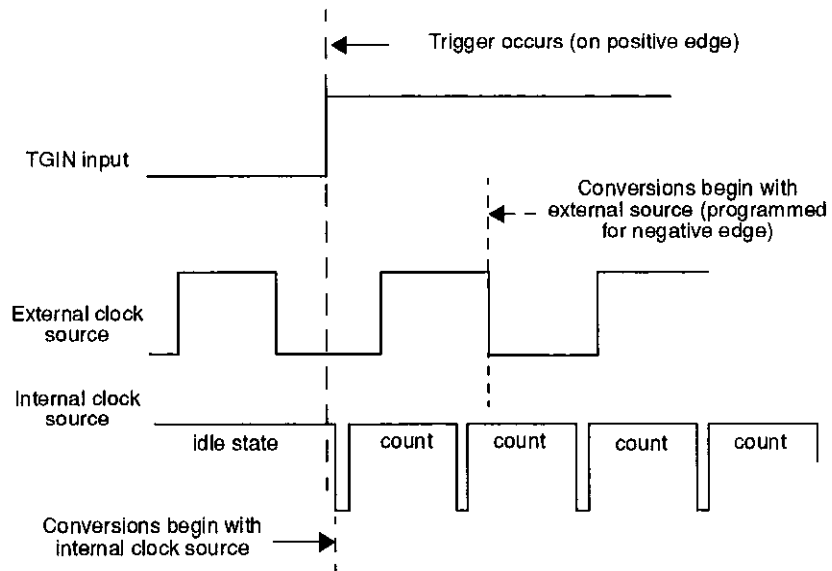 Trigger occurs (on positive edge)
TGIN input
Conversions begin with
external source (programmed
for negative edge)
External clock
source
Internal clock
source
idle state
count
count
count
count
Conversions begin with
internal clock source